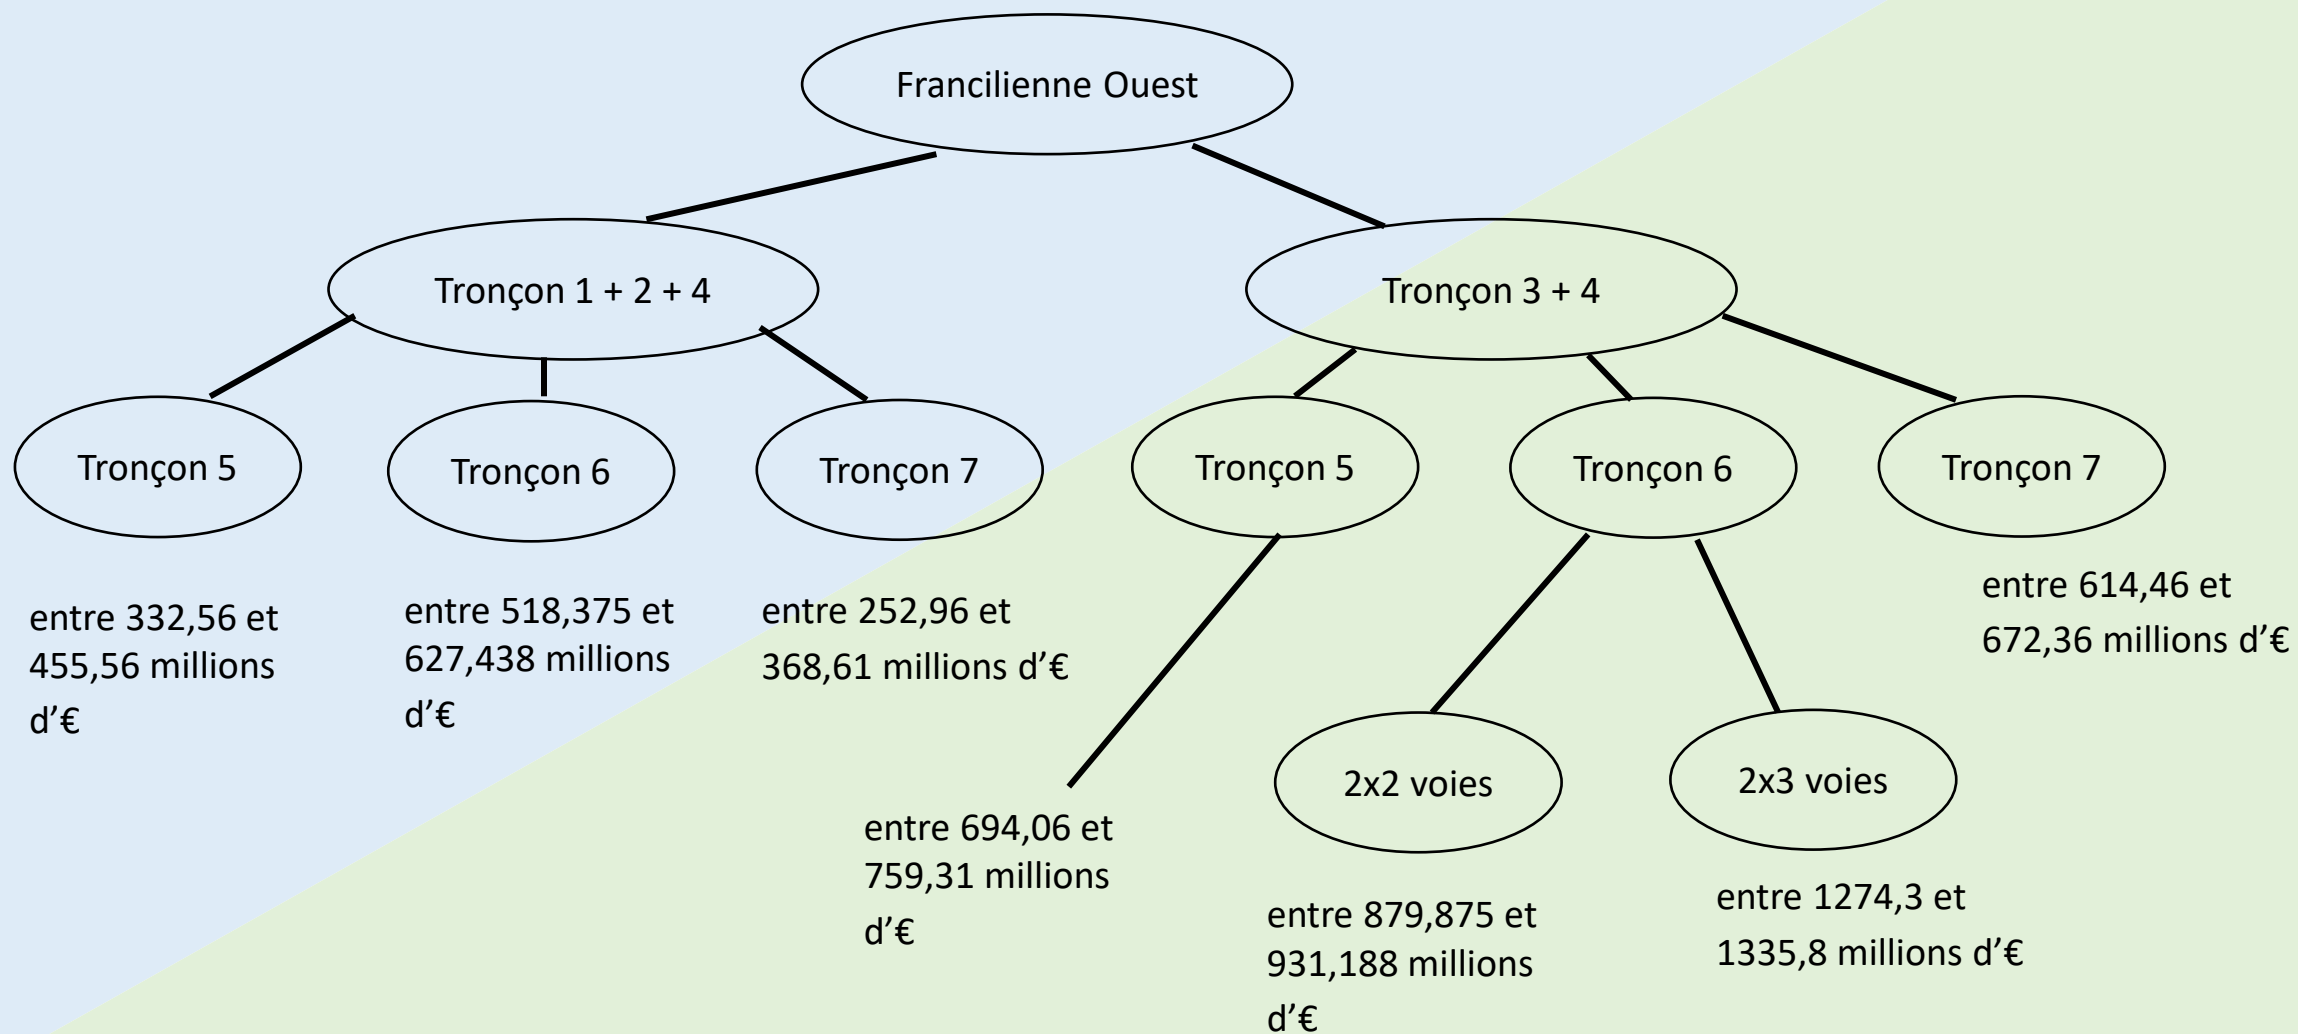 Francilienne Ouest
Tronçon 1 + 2 + 4
Tronçon 3 + 4
Tronçon 5
Tronçon 6
Tronçon 7
Tronçon 5
Tronçon 6
Tronçon 7
entre 332,56 et
455,56 millions
d’€
entre 518,375 et
627,438 millions
d’€
entre 252,96 et
368,61 millions d’€
entre 614,46 et
672,36 millions d’€
2x2 voies
2x3 voies
entre 694,06 et
759,31 millions
d’€
entre 879,875 et
931,188 millions
d’€
entre 1274,3 et
1335,8 millions d’€